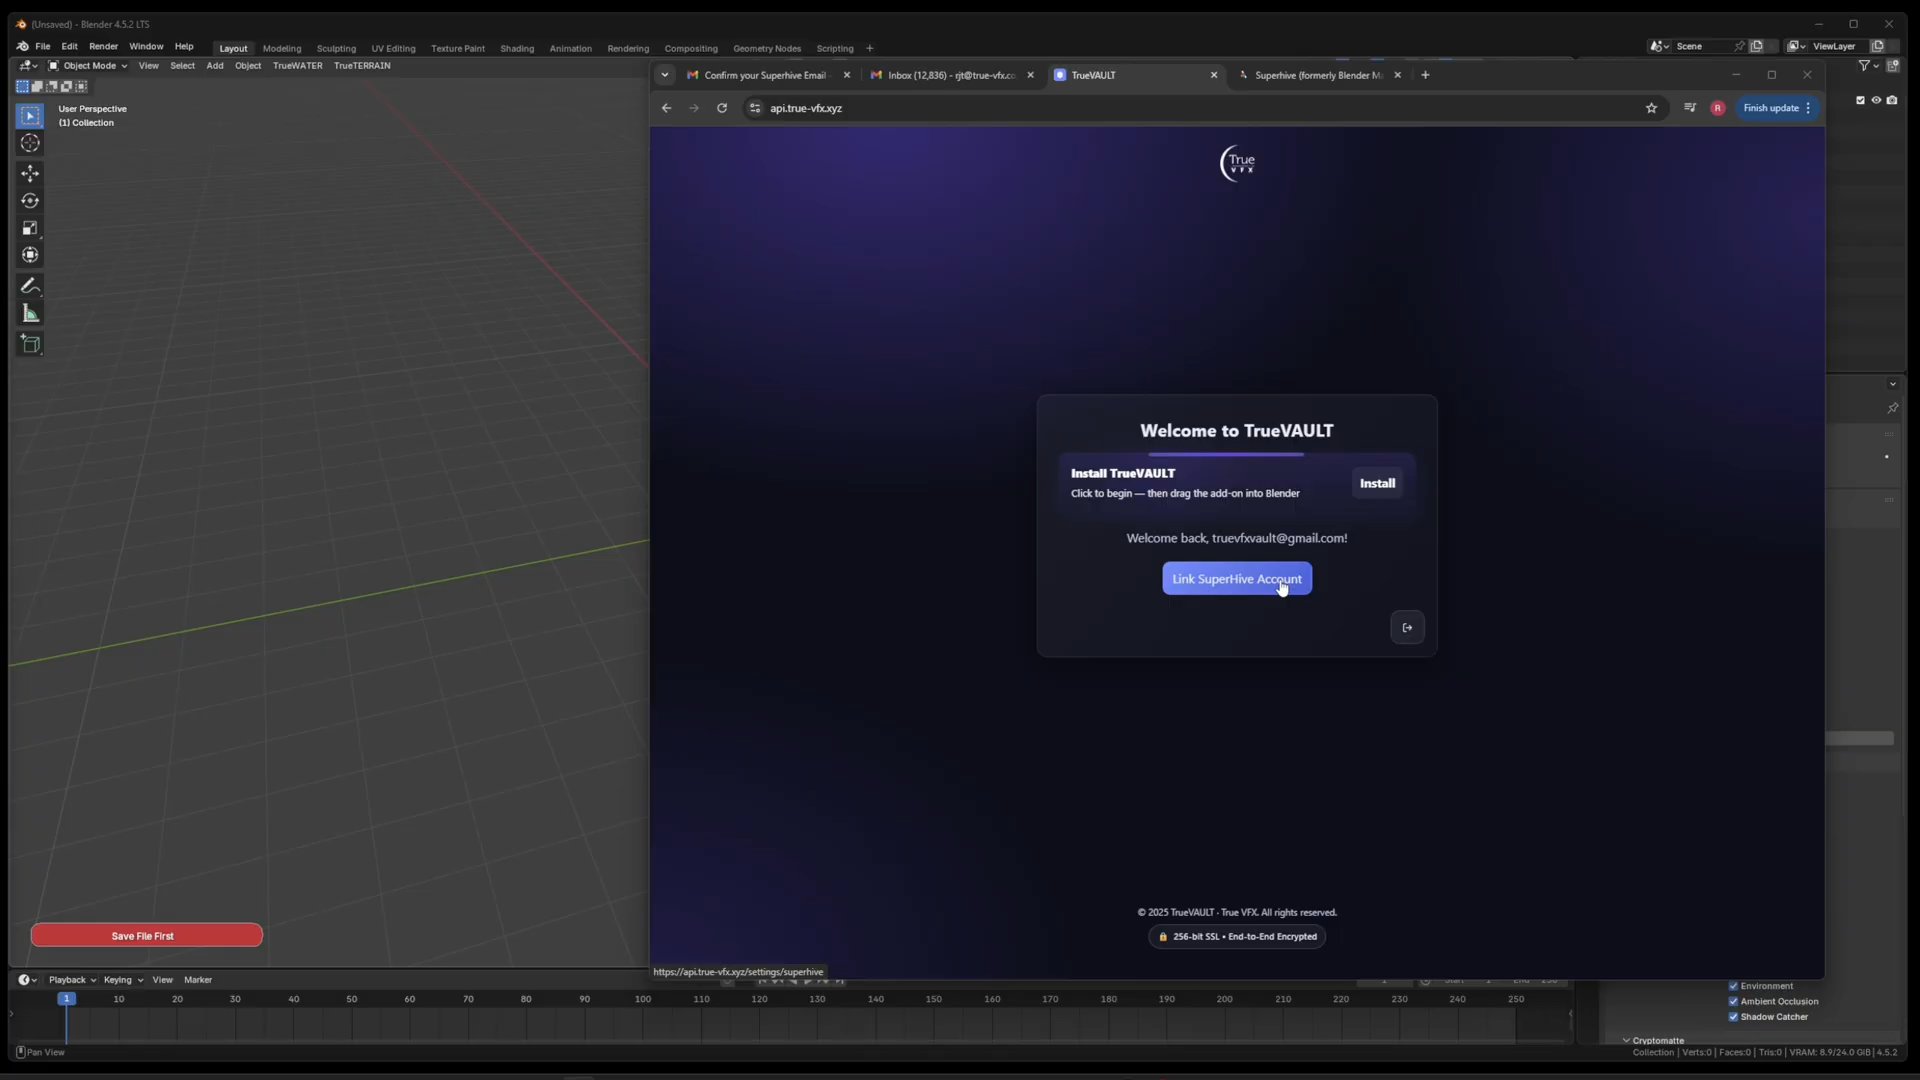 (Unsaved) - Blender 4.5.2 LTS
File Edit Render Window Help Layout Modeling Sculpting UV Editing Texture Paint Shading Animation Rendering Compositing Geometry Nodes Scripting + Scene ViewLayer
Object Mode View Select Add Object TrueWATER TrueTERRAIN
Confirm your Superhive Email Inbox (12,836) - rjt@true-vfx.co TrueVAULT Superhive (formerly Blender Ma
User Perspective
(1) Collection
api.true-vfx.xyz R Finish update
True
VFX
Welcome to TrueVAULT
Install TrueVAULT
Click to begin — then drag the add-on into Blender
Install
Welcome back, truevfxvault@gmail.com!
Link SuperHive Account
© 2025 TrueVAULT · True VFX. All rights reserved.
256-bit SSL • End-to-End Encrypted
Save File First
https://api.true-vfx.xyz/settings/superhive
Playback Keying View Marker
1 10 20 30 40 50 60 70 80 90 100 110 120 130 140 150 160 170 180 190 200 210 220 230 240 250
Environment
Ambient Occlusion
Shadow Catcher
Cryptomatte
Pan View
Collection | Verts:0 | Faces:0 | Tris:0 | VRAM: 8.9/24.0 GiB | 4.5.2